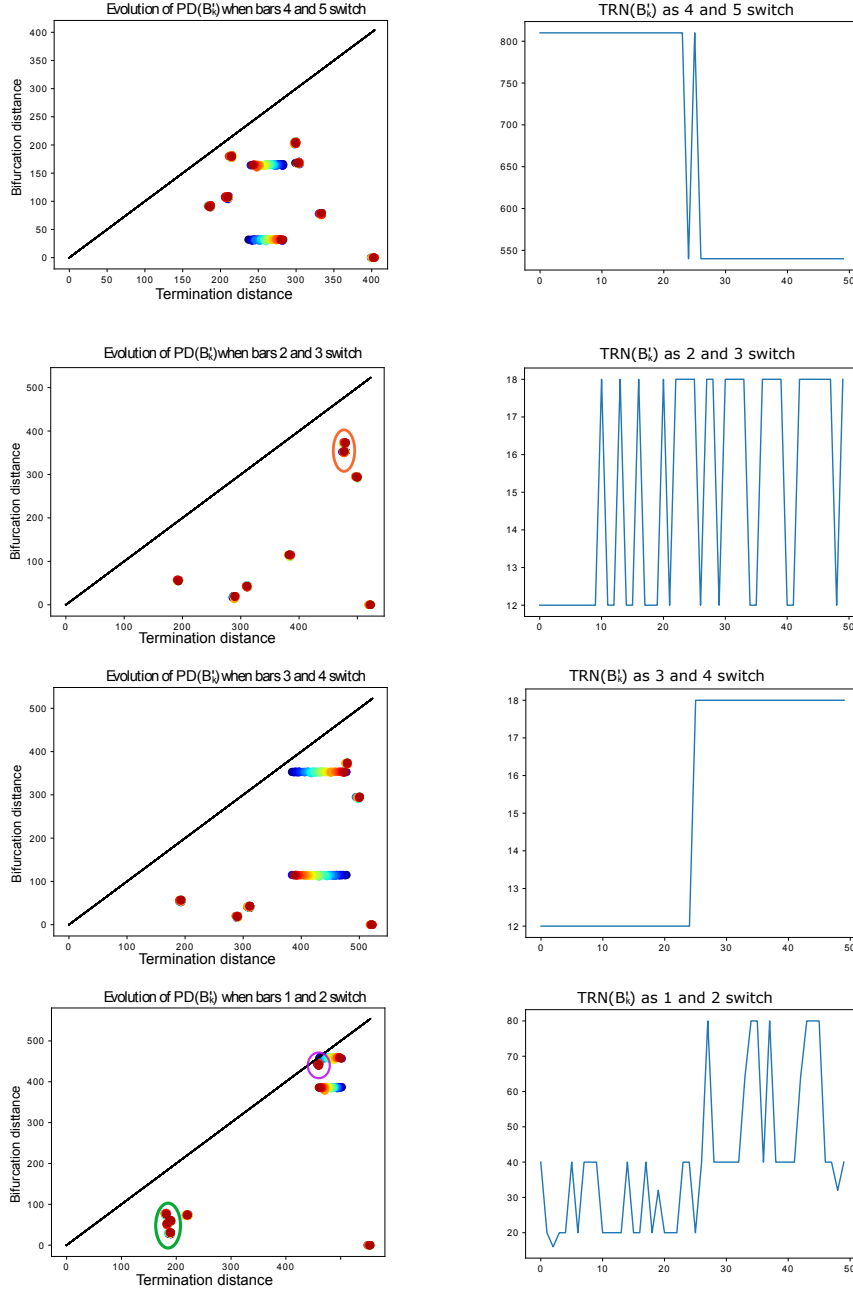 Evolution of PD(B'ₖ) when bars 4 and 5 switch
TRN(B'ₖ) as 4 and 5 switch
Bifurcation disttance
400
350
300
250
200
150
100
50
0
0 50 100 150 200 250 300 350 400
Termination distance
800
750
700
650
600
550
0 10 20 30 40 50
Evolution of PD(B'ₖ) when bars 2 and 3 switch
TRN(B'ₖ) as 2 and 3 switch
Bifurcation disttance
500
400
300
200
100
0
0 100 200 300 400
Termination distance
18
17
16
15
14
13
12
0 10 20 30 40 50
Evolution of PD(B'ₖ) when bars 3 and 4 switch
TRN(B'ₖ) as 3 and 4 switch
Bifurcation disttance
500
400
300
200
100
0
0 100 200 300 400 500
Termination distance
18
17
16
15
14
13
12
0 10 20 30 40 50
Evolution of PD(B'ₖ) when bars 1 and 2 switch
TRN(B'ₖ) as 1 and 2 switch
Bifurcation disttance
500
400
300
200
100
0
0 100 200 300 400
Termination distance
80
70
60
50
40
30
20
0 10 20 30 40 50